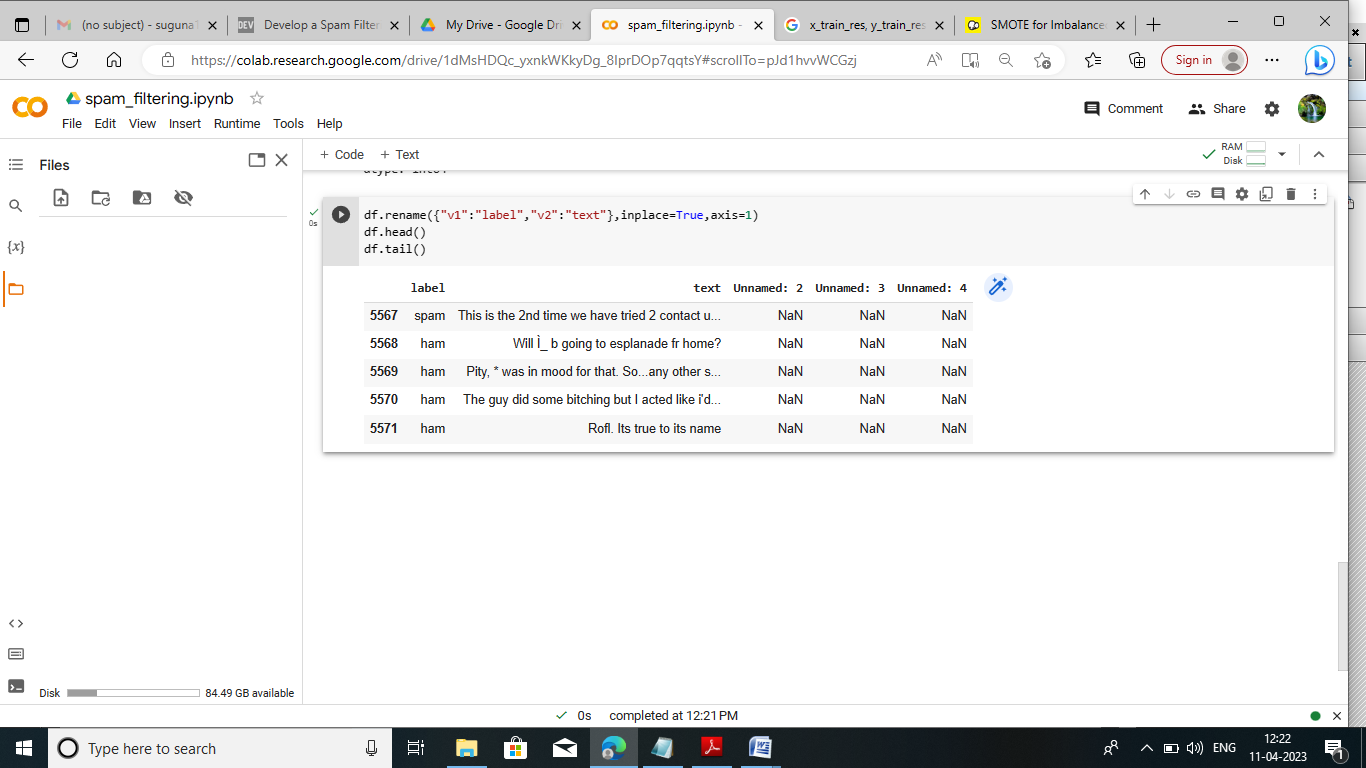 (no subject) - suguna1
Develop a Spam Filter
My Drive - Google Dri
spam_filtering.ipynb -
x_train_res, y_train_res
SMOTE for Imbalance
https://colab.research.google.com/drive/1dMsHDQc_yxnkWKkyDg_8IprDOp7qqtsY#scrollTo=pJd1hvvWCGzj
Sign in
spam_filtering.ipynb
Comment
Share
File Edit View Insert Runtime Tools Help
Files
+ Code + Text
RAM
Disk
{x}
0s
df.rename({"v1":"label","v2":"text"},inplace=True,axis=1)
df.head()
df.tail()
label text Unnamed: 2 Unnamed: 3 Unnamed: 4
5567 spam This is the 2nd time we have tried 2 contact u... NaN NaN NaN
5568 ham Will Ì_ b going to esplanade fr home? NaN NaN NaN
5569 ham Pity, * was in mood for that. So...any other s... NaN NaN NaN
5570 ham The guy did some bitching but I acted like i'd... NaN NaN NaN
5571 ham Rofl. Its true to its name NaN NaN NaN
Disk 84.49 GB available
0s completed at 12:21 PM
Type here to search
ENG
12:22
11-04-2023
1